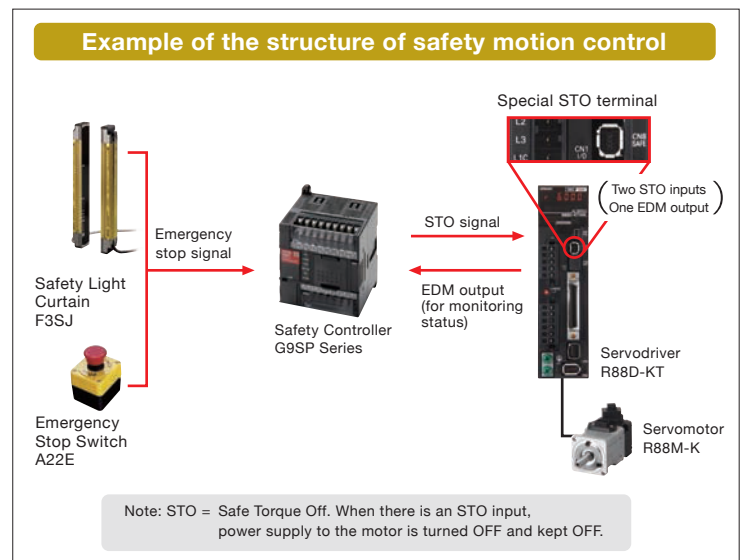 Example of the structure of safety motion control
Special STO terminal
L2
L3
L1C
CN1
I/O
CN8
SAFE
(Two STO inputs
One EDM output)
Emergency
stop signal
STO signal
EDM output
(for monitoring
status)
Safety Light
Curtain
F3SJ
Safety Controller
G9SP Series
Servodriver
R88D-KT
Emergency
Stop Switch
A22E
Servomotor
R88M-K
Note: STO = Safe Torque Off. When there is an STO input,
power supply to the motor is turned OFF and kept OFF.